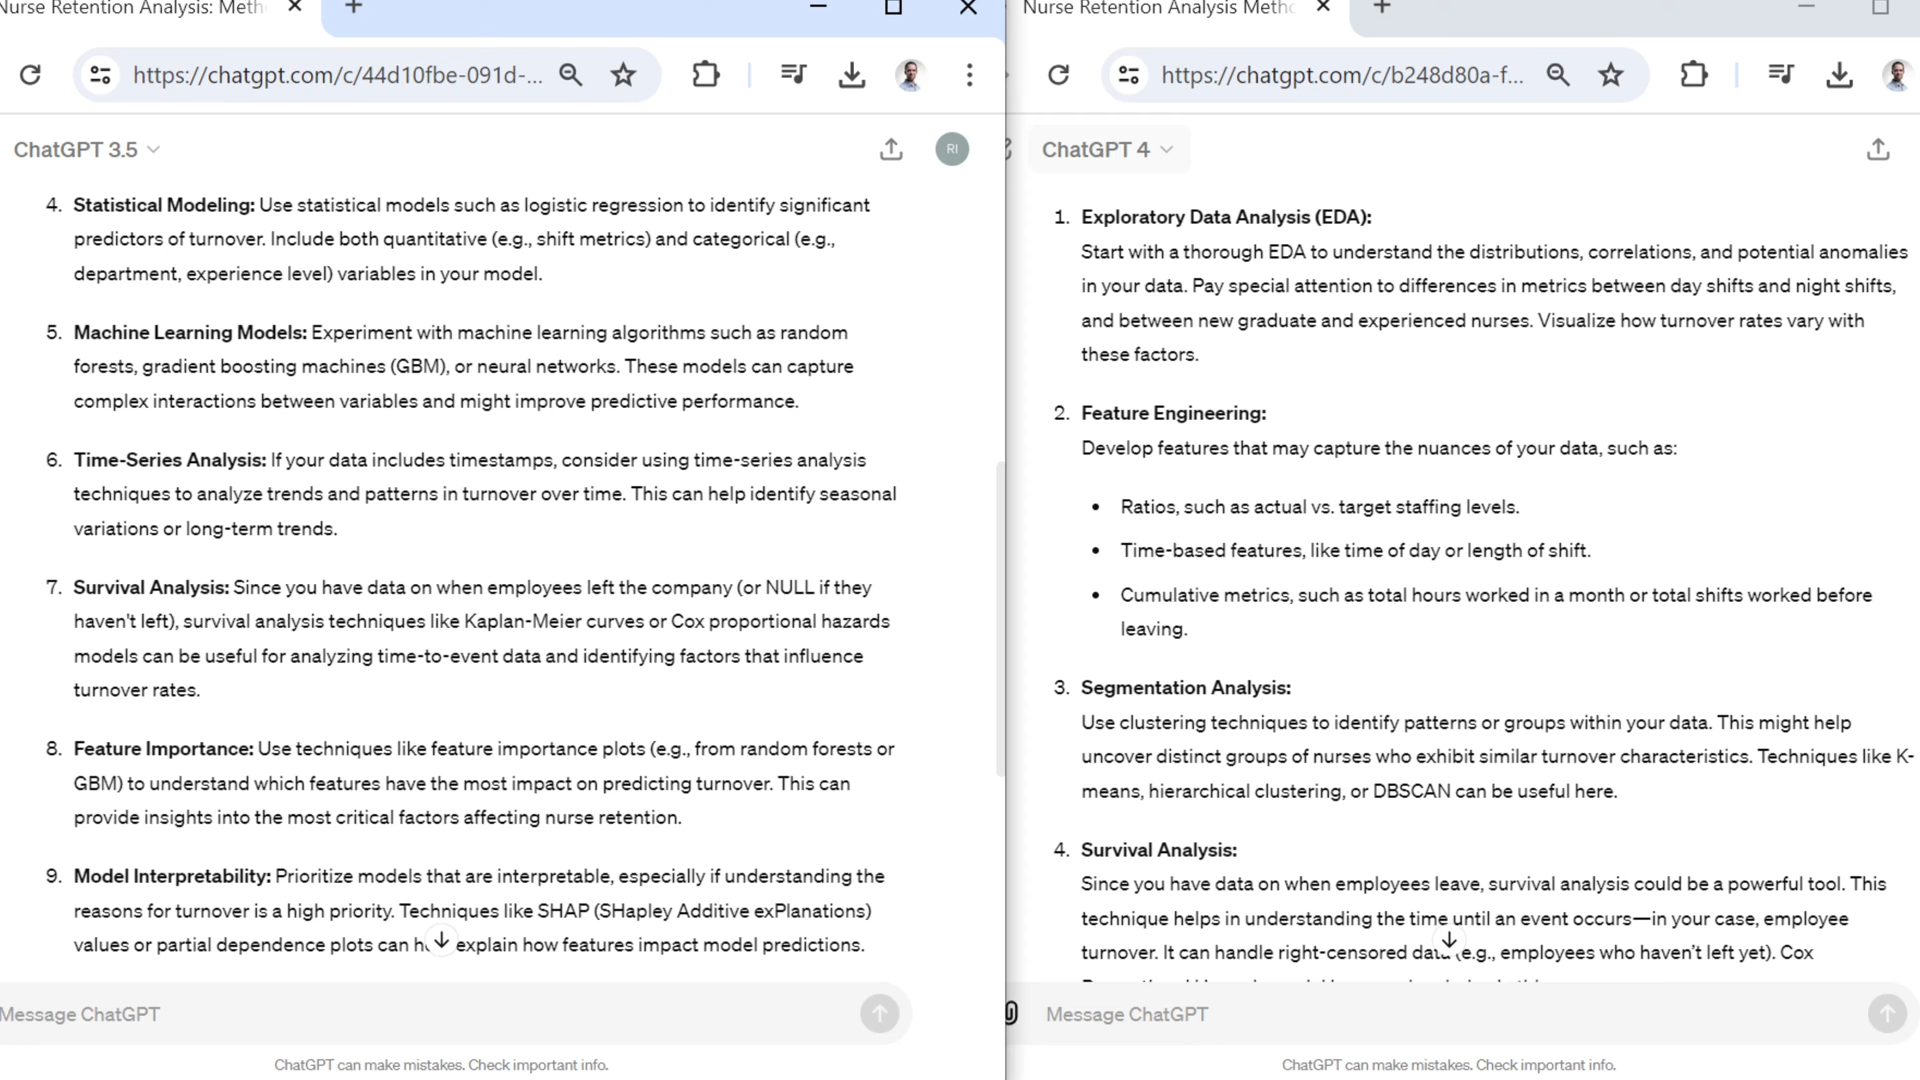 Nurse Retention Analysis: Meth
https://chatgpt.com/c/44d10fbe-091d-...
ChatGPT 3.5
RI
4. Statistical Modeling: Use statistical models such as logistic regression to identify significant
predictors of turnover. Include both quantitative (e.g., shift metrics) and categorical (e.g.,
department, experience level) variables in your model.
5. Machine Learning Models: Experiment with machine learning algorithms such as random
forests, gradient boosting machines (GBM), or neural networks. These models can capture
complex interactions between variables and might improve predictive performance.
6. Time-Series Analysis: If your data includes timestamps, consider using time-series analysis
techniques to analyze trends and patterns in turnover over time. This can help identify seasonal
variations or long-term trends.
7. Survival Analysis: Since you have data on when employees left the company (or NULL if they
haven't left), survival analysis techniques like Kaplan-Meier curves or Cox proportional hazards
models can be useful for analyzing time-to-event data and identifying factors that influence
turnover rates.
8. Feature Importance: Use techniques like feature importance plots (e.g., from random forests or
GBM) to understand which features have the most impact on predicting turnover. This can
provide insights into the most critical factors affecting nurse retention.
9. Model Interpretability: Prioritize models that are interpretable, especially if understanding the
reasons for turnover is a high priority. Techniques like SHAP (SHapley Additive exPlanations)
values or partial dependence plots can explain how features impact model predictions.
Message ChatGPT
ChatGPT can make mistakes. Check important info.
Nurse Retention Analysis Metho
https://chatgpt.com/c/b248d80a-f...
ChatGPT 4
1. Exploratory Data Analysis (EDA):
Start with a thorough EDA to understand the distributions, correlations, and potential anomalies
in your data. Pay special attention to differences in metrics between day shifts and night shifts,
and between new graduate and experienced nurses. Visualize how turnover rates vary with
these factors.
2. Feature Engineering:
Develop features that may capture the nuances of your data, such as:
• Ratios, such as actual vs. target staffing levels.
• Time-based features, like time of day or length of shift.
• Cumulative metrics, such as total hours worked in a month or total shifts worked before
leaving.
3. Segmentation Analysis:
Use clustering techniques to identify patterns or groups within your data. This might help
uncover distinct groups of nurses who exhibit similar turnover characteristics. Techniques like K-
means, hierarchical clustering, or DBSCAN can be useful here.
4. Survival Analysis:
Since you have data on when employees leave, survival analysis could be a powerful tool. This
technique helps in understanding the time until an event occurs—in your case, employee
turnover. It can handle right-censored data (e.g., employees who haven't left yet). Cox
Message ChatGPT
ChatGPT can make mistakes. Check important info.